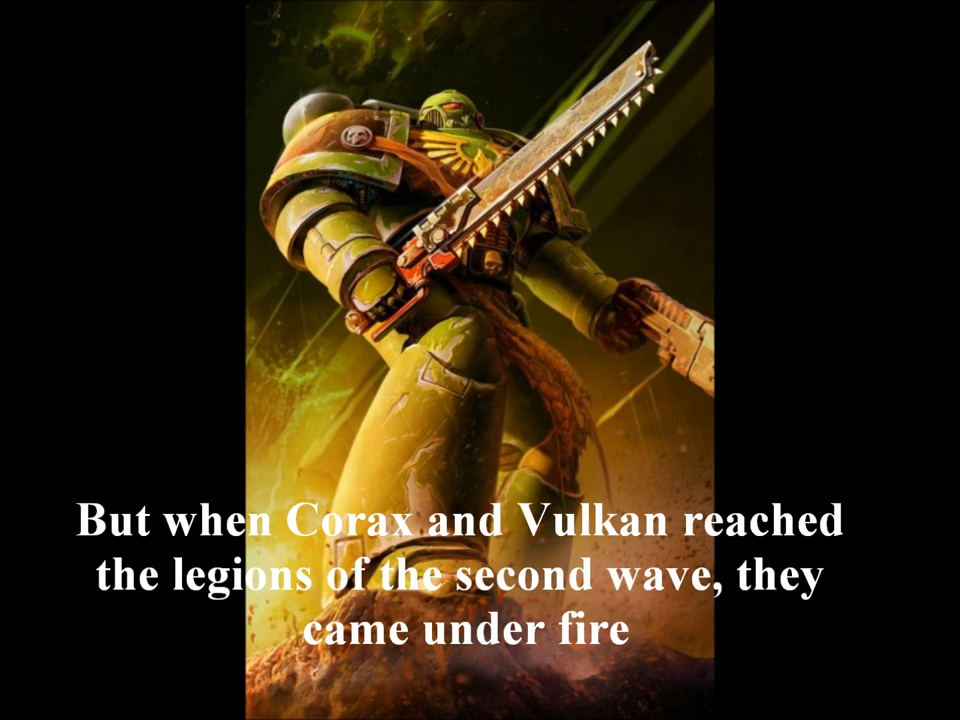 But when Corax and Vulkan reached
the legions of the second wave, they
came under fire